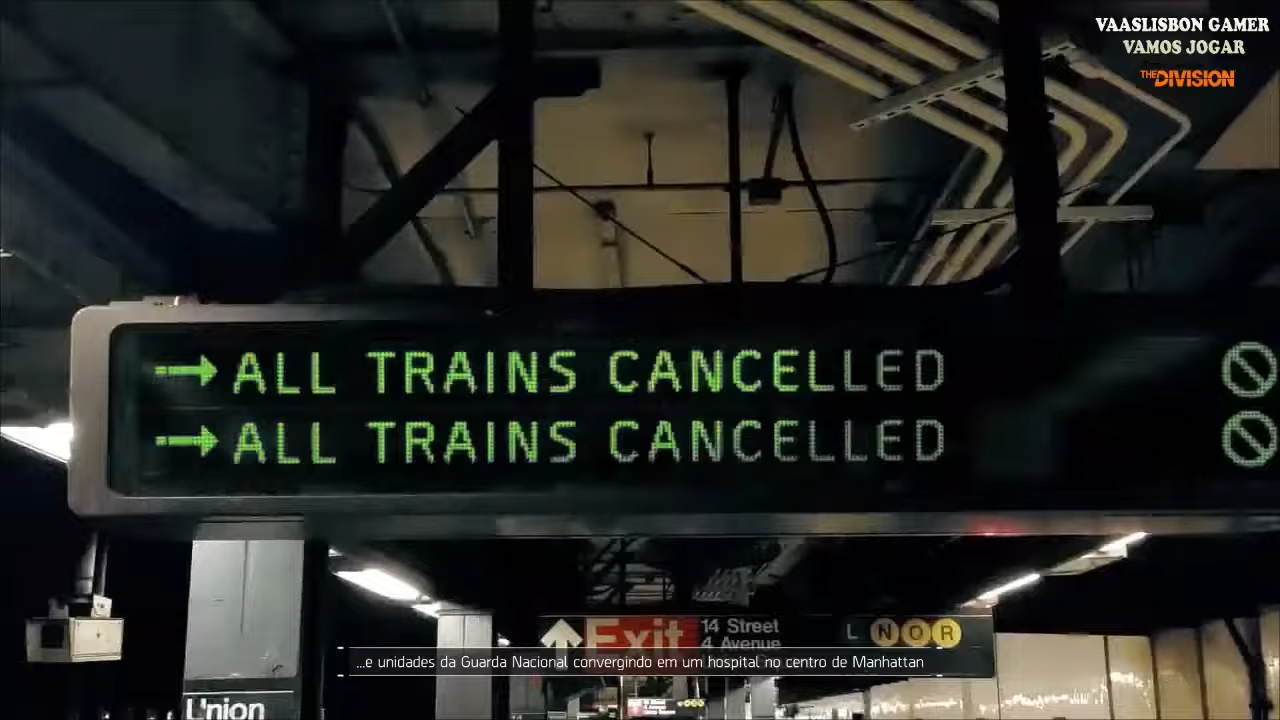 VAASLISBON GAMER
VAMOS JOGAR
THE DIVISION
ALL TRAINS CANCELLED
ALL TRAINS CANCELLED
Exit
14 Street
4 Avenue
L N Q R
...e unidades da Guarda Nacional convergindo em um hospital no centro de Manhattan
Union